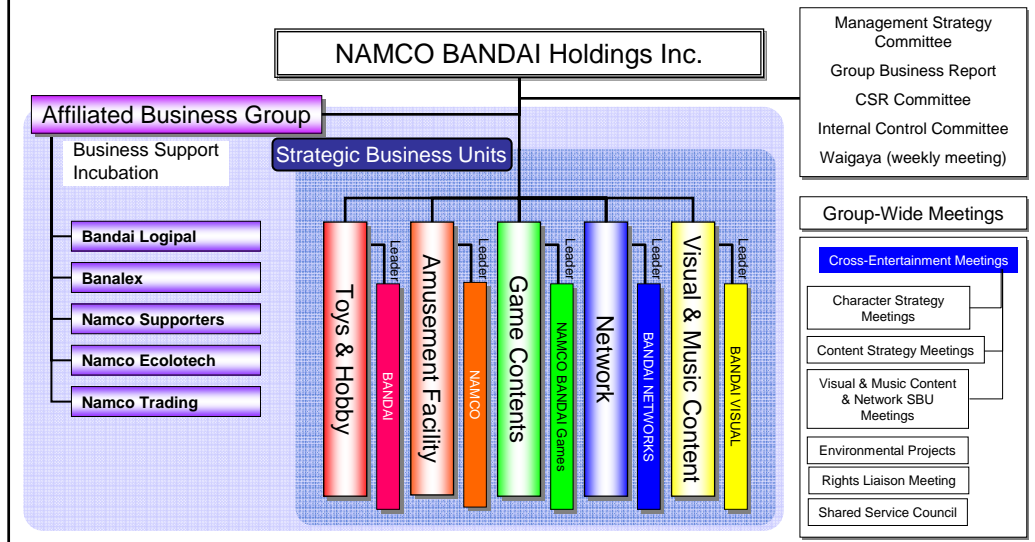 NAMCO BANDAI Holdings Inc.
Management Strategy
Committee
Group Business Report
CSR Committee
Internal Control Committee
Waigaya (weekly meeting)
Affiliated Business Group
Business Support
Incubation
Strategic Business Units
Bandai Logipal
Banalex
Namco Supporters
Namco Ecolotech
Namco Trading
Toys & Hobby
Leader
BANDAI
Amusement Facility
Leader
NAMCO
Game Contents
Leader
NAMCO BANDAI Games
Network
Leader
BANDAI NETWORKS
Visual & Music Content
Leader
BANDAI VISUAL
Group-Wide Meetings
Cross-Entertainment Meetings
Character Strategy
Meetings
Content Strategy Meetings
Visual & Music Content
& Network SBU
Meetings
Environmental Projects
Rights Liaison Meeting
Shared Service Council